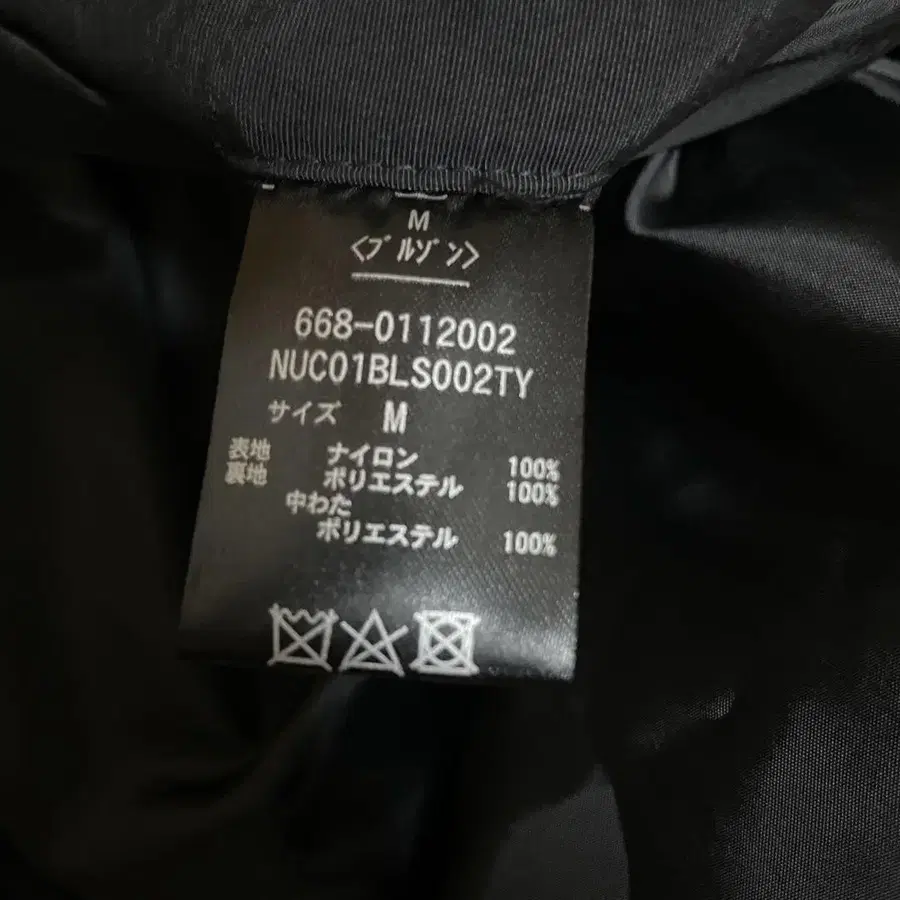 M
<ブルゾン>
668-0112002
NUC01BLS002TY
サイズ M
表地 ナイロン 100%
裏地 ポリエステル 100%
中わた
ポリエステル 100%